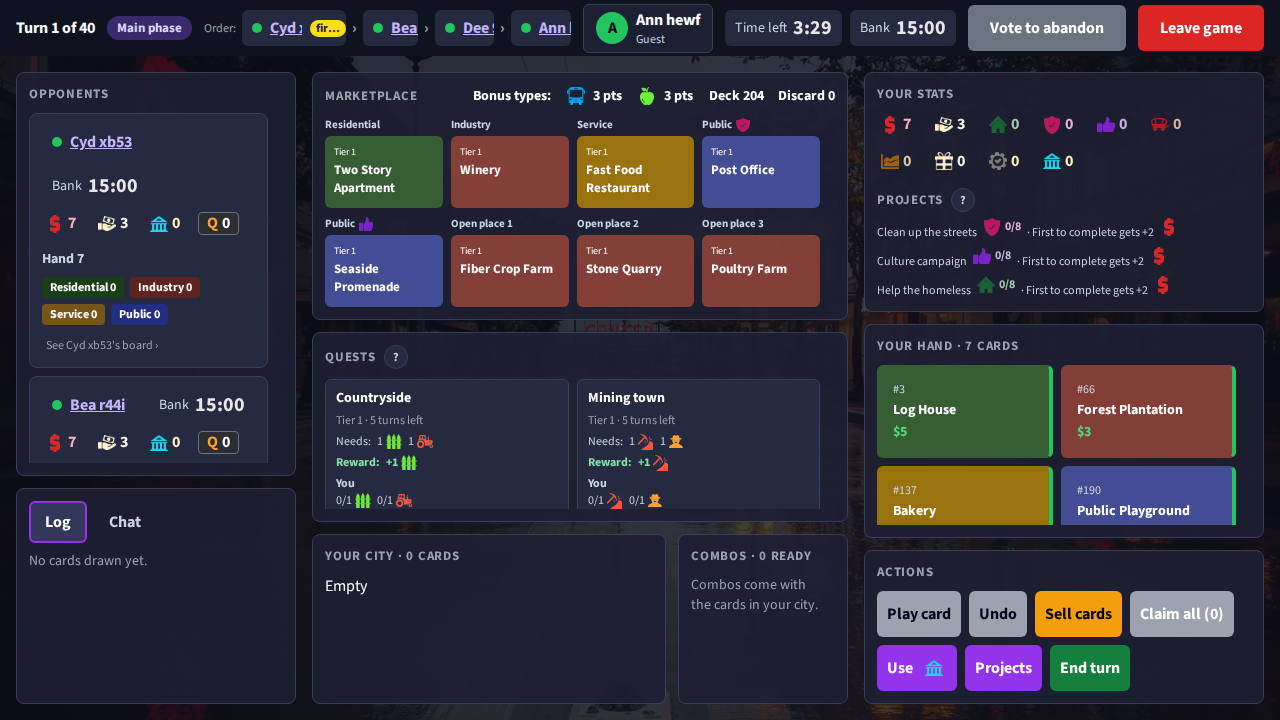 Turn 1 of 40 Main phase Order: Cyd fir... › Bea › Dee › Ann A Ann hewf Guest Time left 3:29 Bank 15:00 Vote to abandon Leave game
OPPONENTS
Cyd xb53
Bank 15:00
7 3 0 Q 0
Hand 7
Residential 0 Industry 0
Service 0 Public 0
See Cyd xb53's board ›
Bea r44i Bank 15:00
7 3 0 Q 0
Log Chat
No cards drawn yet.
MARKETPLACE Bonus types: 3 pts 3 pts Deck 204 Discard 0
Residential Industry Service Public
Tier 1 Tier 1 Tier 1 Tier 1
Two Story Winery Fast Food Post Office
Apartment Restaurant
Public Open place 1 Open place 2 Open place 3
Tier 1 Tier 1 Tier 1 Tier 1
Seaside Fiber Crop Farm Stone Quarry Poultry Farm
Promenade
QUESTS ?
Countryside Mining town
Tier 1 · 5 turns left Tier 1 · 5 turns left
Needs: 1 1 Needs: 1 1
Reward: +1 Reward: +1
You You
0/1 0/1 0/1 0/1
YOUR CITY · 0 CARDS
Empty
COMBOS · 0 READY
Combos come with
the cards in your city.
YOUR STATS
7 3 0 0 0 0
0 0 0 0
PROJECTS ?
Clean up the streets 0/8 · First to complete gets +2
Culture campaign 0/8 · First to complete gets +2
Help the homeless 0/8 · First to complete gets +2
YOUR HAND · 7 CARDS
#3 #66
Log House Forest Plantation
$5 $3
#137 #190
Bakery Public Playground
ACTIONS
Play card Undo Sell cards Claim all (0)
Use Projects End turn